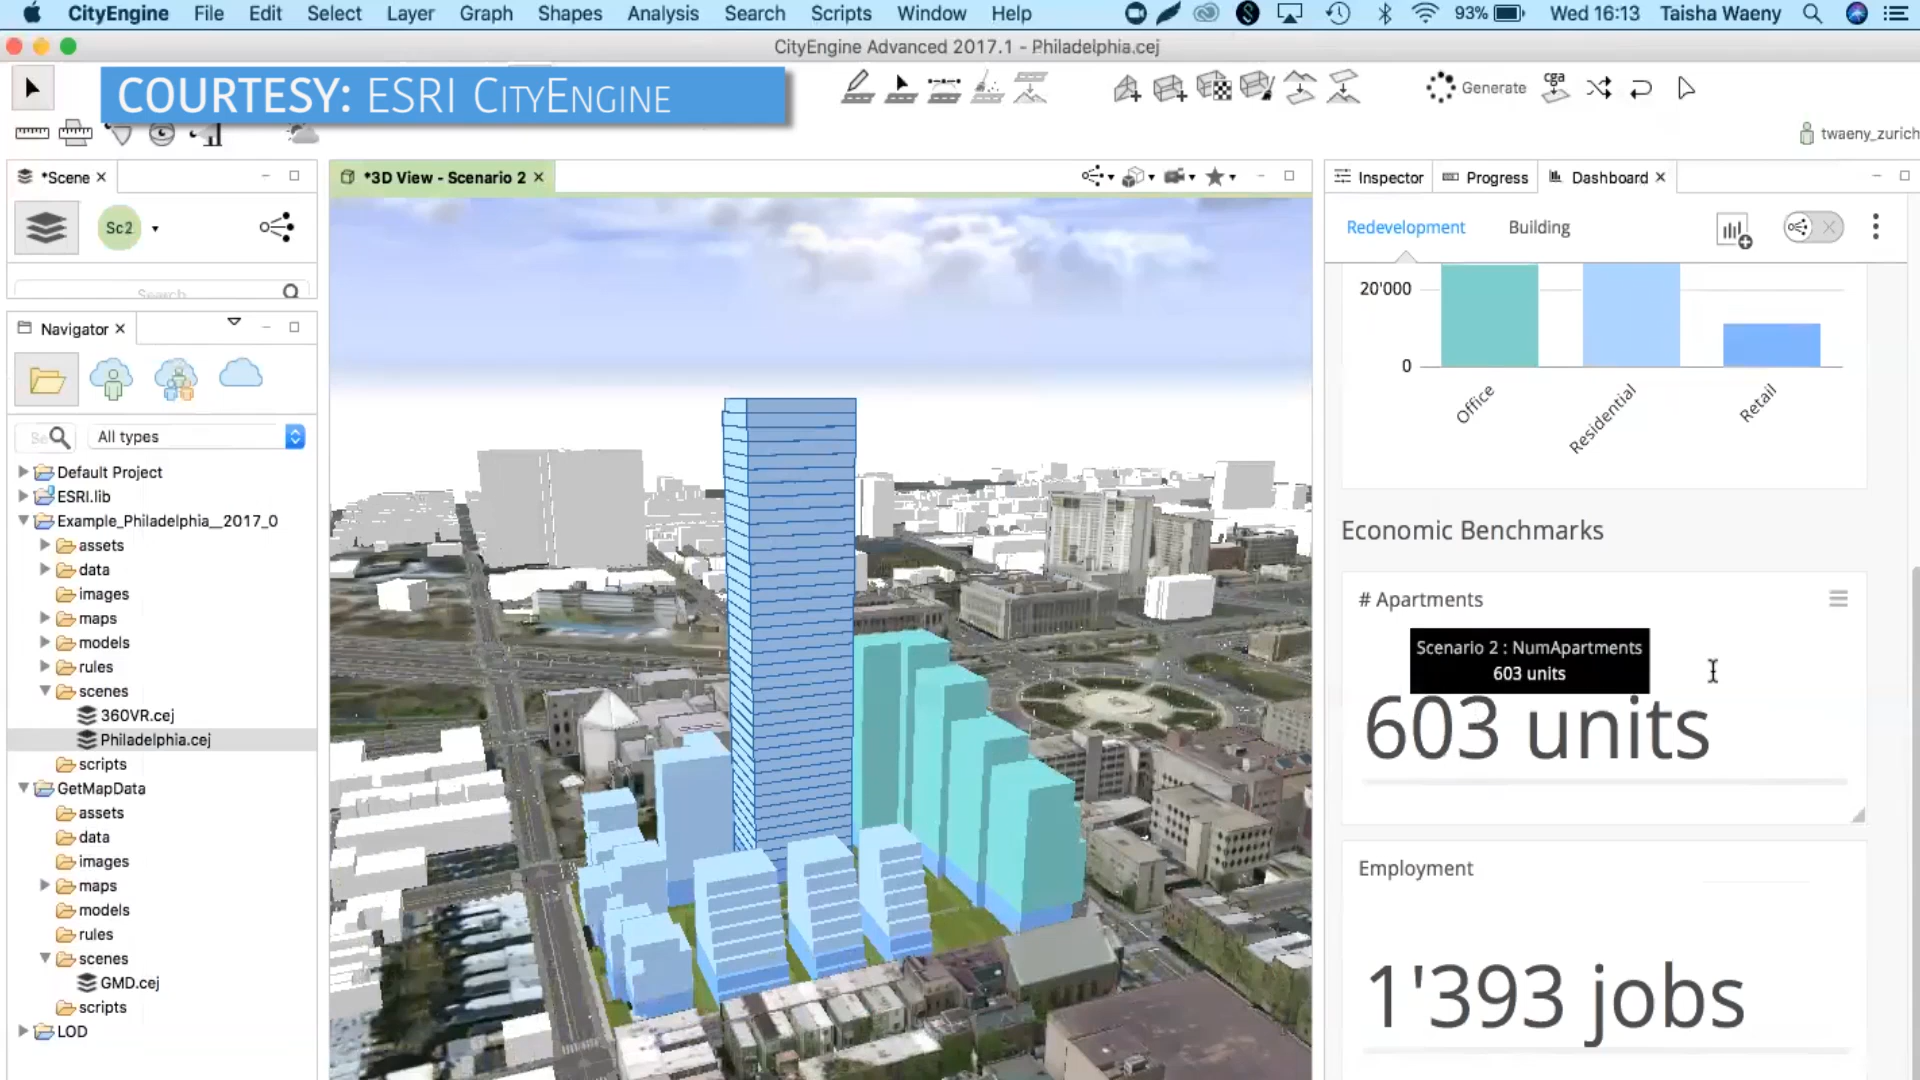 CityEngine File Edit Select Layer Graph Shapes Analysis Search Scripts Window Help 93% Wed 16:13 Taisha Waeny
CityEngine Advanced 2017.1 - Philadelphia.cej
COURTESY: ESRI CITYENGINE
Generate
cga
twaeny_zurich
*Scene
*3D View - Scenario 2
Inspector Progress Dashboard
Sc2
Redevelopment Building
Search
20'000
0
Office Residential Retail
Navigator
All types
Default Project
ESRI.lib
Example_Philadelphia__2017_0
assets
data
images
maps
models
rules
scenes
360VR.cej
Philadelphia.cej
scripts
GetMapData
assets
data
images
maps
models
rules
scenes
GMD.cej
scripts
LOD
Economic Benchmarks
# Apartments
Scenario 2 : NumApartments
603 units
603 units
Employment
1'393 jobs